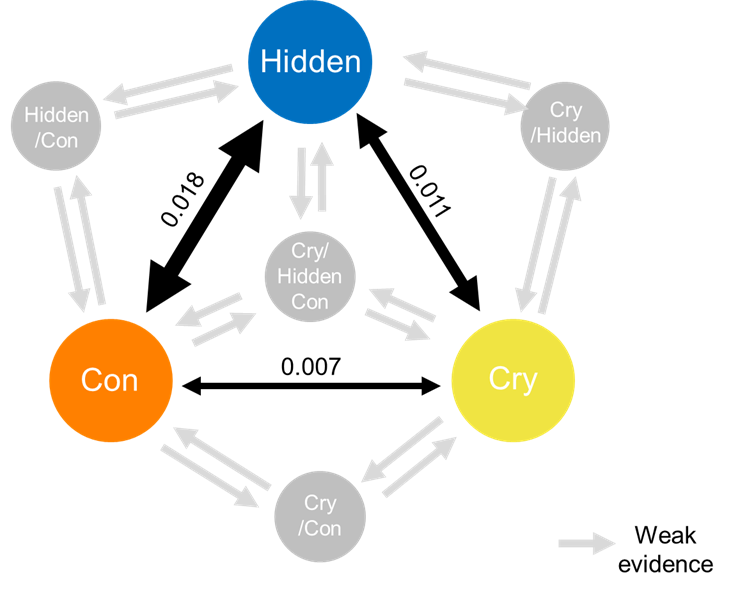 Hidden
Hidden
/Con
Cry
/Hidden
0.018
0.011
Cry/
Hidden
Con
Con
0.007
Cry
Cry
/Con
Weak
evidence